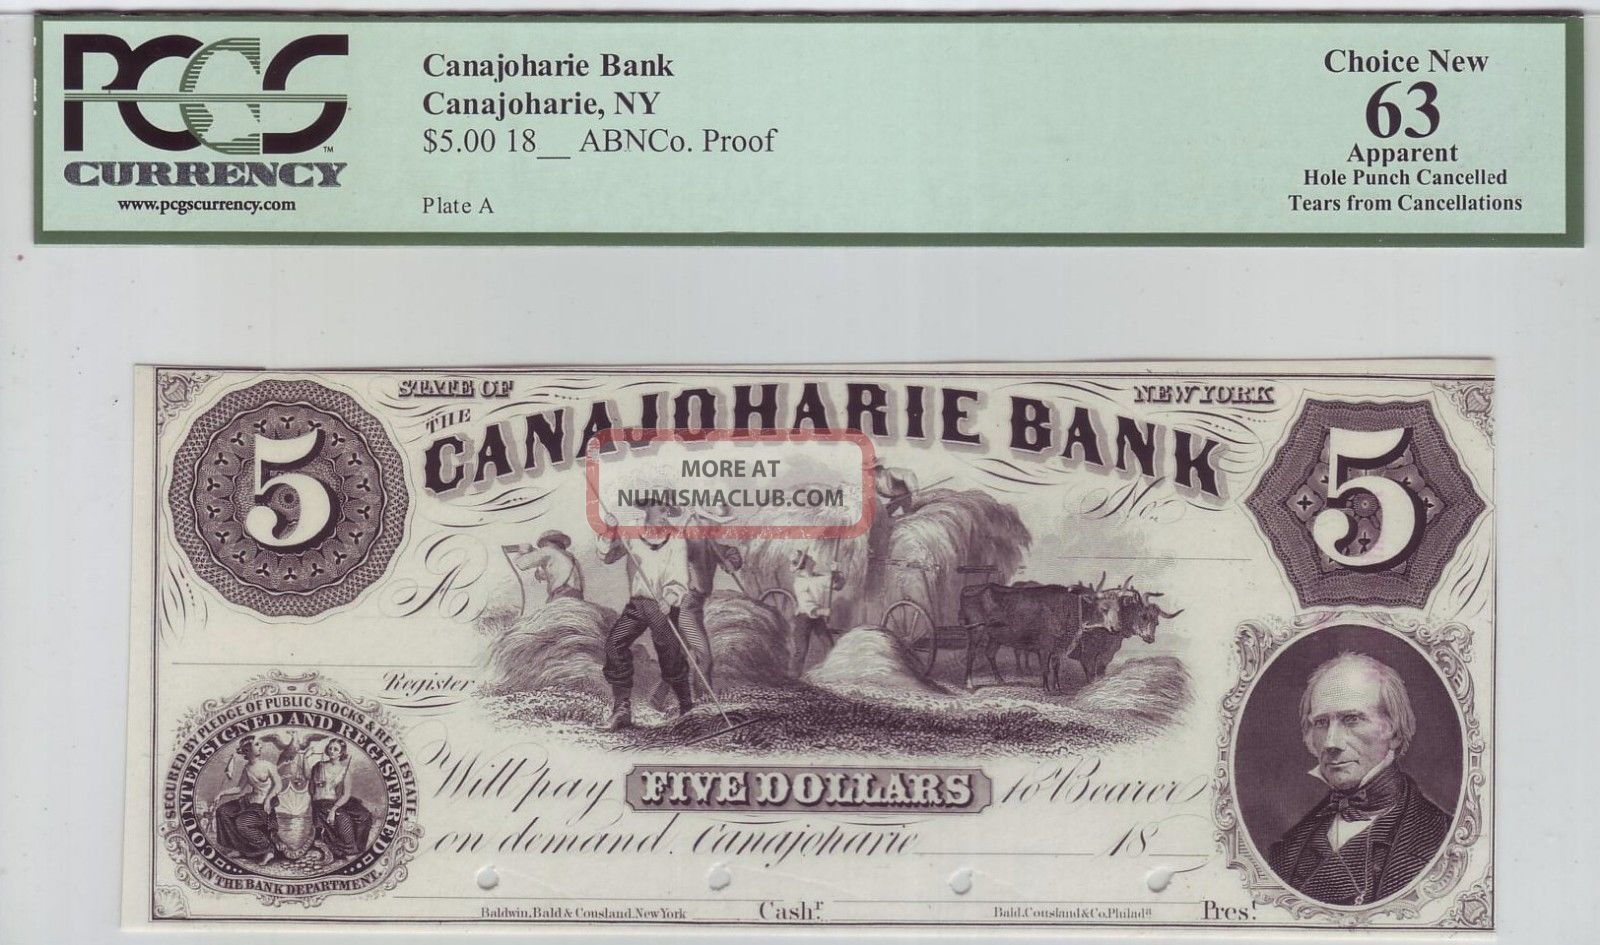 PCGS
CURRENCY
TM
www.pcgscurrency.com
Canajoharie Bank
Canajoharie, NY
$5.00 18__ ABNCo. Proof
Plate A
Choice New
63
Apparent
Hole Punch Cancelled
Tears from Cancellations
STATE OF
NEW YORK
THE
CANAJOHARIE BANK
5
5
MORE AT
NUMISMACLUB.COM
No.
A
Register
SECURED BY PLEDGE OF PUBLIC STOCKS & REAL ESTATE.
COUNTERSIGNED AND REGISTERED
IN THE BANK DEPARTMENT.
Will pay FIVE DOLLARS to Bearer
on demand. Canajoharie 18
Baldwin, Bald & Cousland, New York Cash.r Bald, Cousland & Co. Philada Pres.t